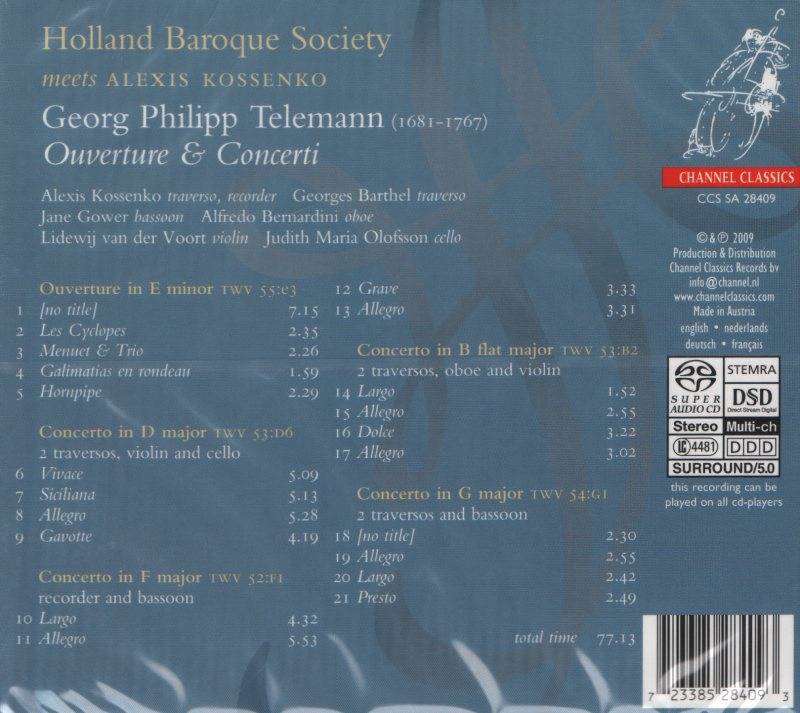 Holland Baroque Society
meets ALEXIS KOSSENKO
Georg Philipp Telemann (1681-1767)
Ouverture & Concerti
Alexis Kossenko traverso, recorder Georges Barthel traverso
Jane Gower bassoon Alfredo Bernardini oboe
Lidewij van der Voort violin Judith Maria Olofsson cello
Ouverture in E minor TWV 55:e3
1 [no title] 7.15
2 Les Cyclopes 2.35
3 Menuet & Trio 2.26
4 Galimatias en rondeau 1.59
5 Hornpipe 2.29
Concerto in D major TWV 53:D6
2 traversos, violin and cello
6 Vivace 5.09
7 Siciliana 5.13
8 Allegro 5.28
9 Gavotte 4.19
Concerto in F major TWV 52:F1
recorder and bassoon
10 Largo 4.32
11 Allegro 5.53
12 Grave 3.33
13 Allegro 3.31
Concerto in B flat major TWV 53:B2
2 traversos, oboe and violin
14 Largo 1.52
15 Allegro 2.55
16 Dolce 3.22
17 Allegro 3.02
Concerto in G major TWV 54:G1
2 traversos and bassoon
18 [no title] 2.30
19 Allegro 2.55
20 Largo 2.42
21 Presto 2.49
total time 77.13
CHANNEL CLASSICS
CCS SA 28409
©&℗ 2009
Production & Distribution
Channel Classics Records bv
info@channel.nl
www.channelclassics.com
Made in Austria
english • nederlands
deutsch • français
SUPER AUDIO CD
STEMRA
DSD
Direct Stream Digital
Stereo Multi-ch
LC 4481 DDD
SURROUND/5.0
this recording can be
played on all cd-players
7 23385 28409 3